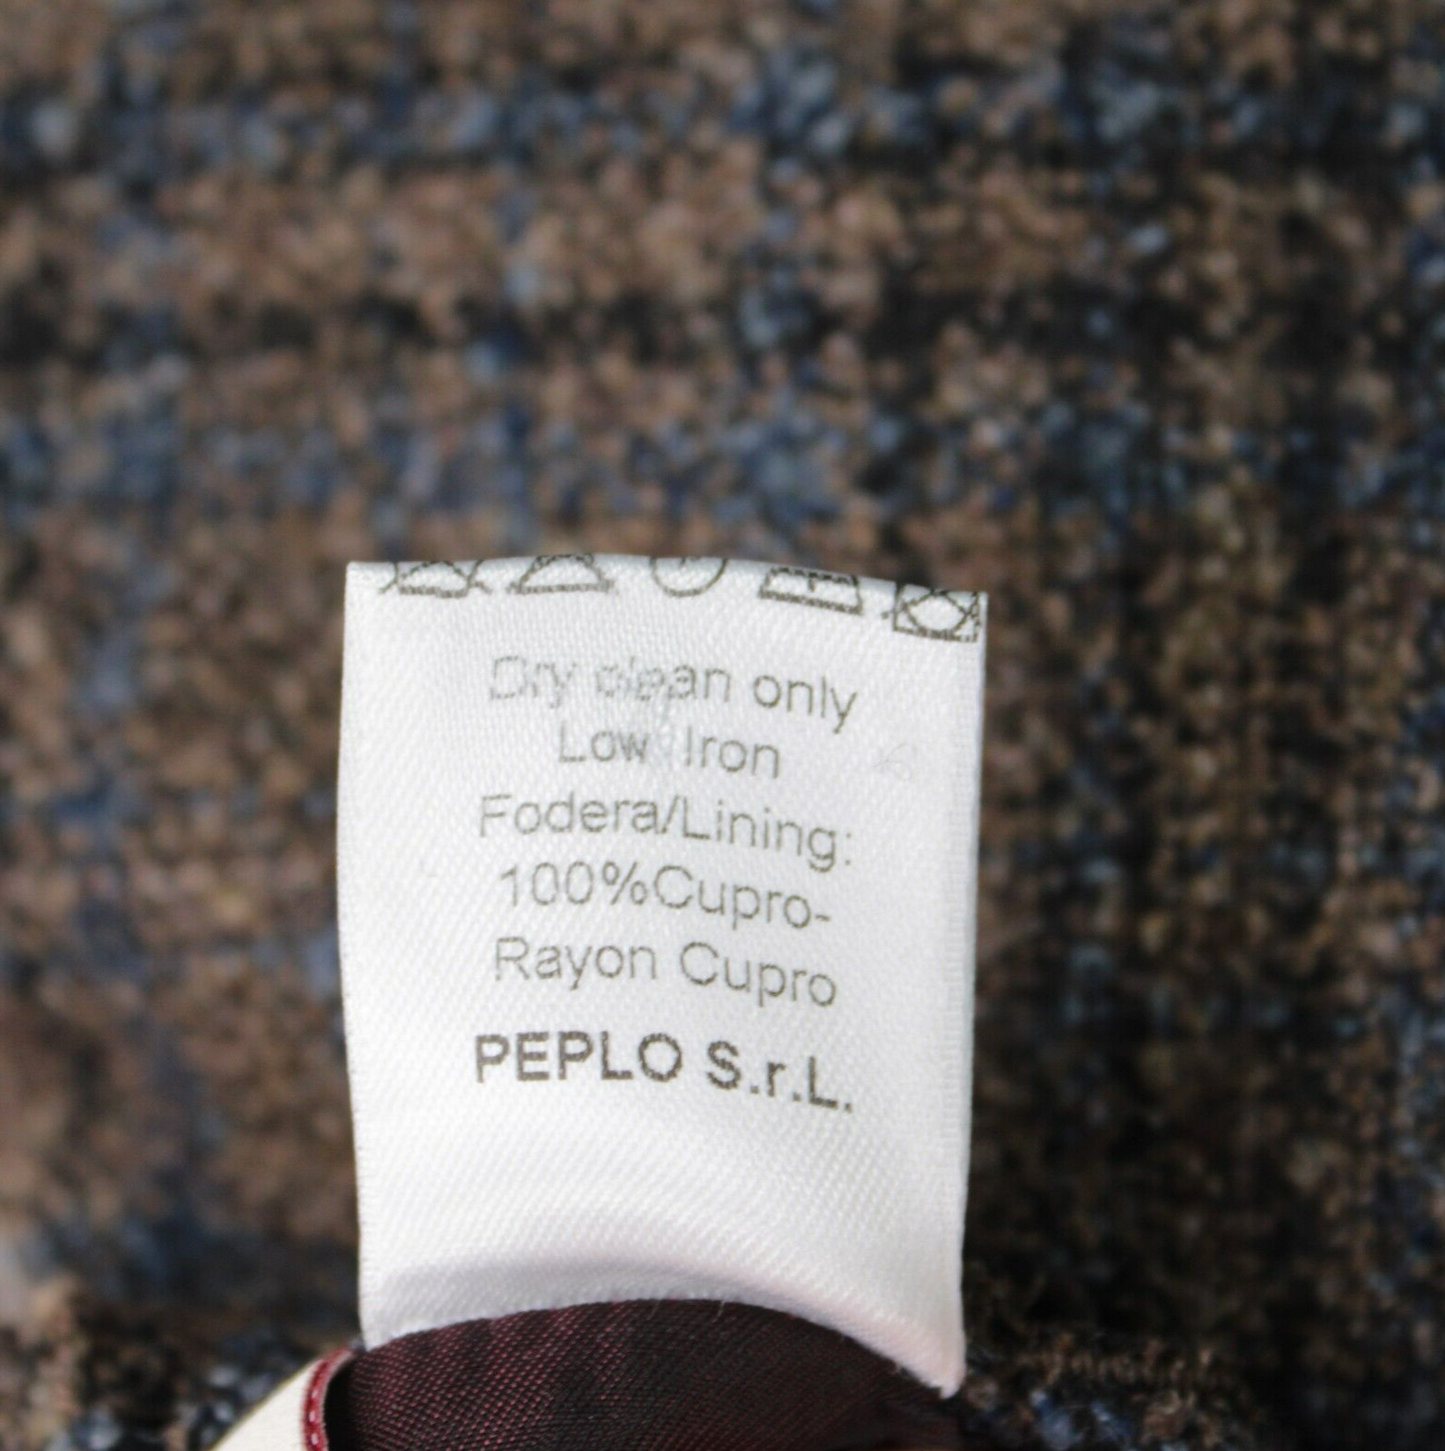 Dry clean only
Low Iron
Fodera/Lining:
100%Cupro-
Rayon Cupro
PEPLO S.r.L.